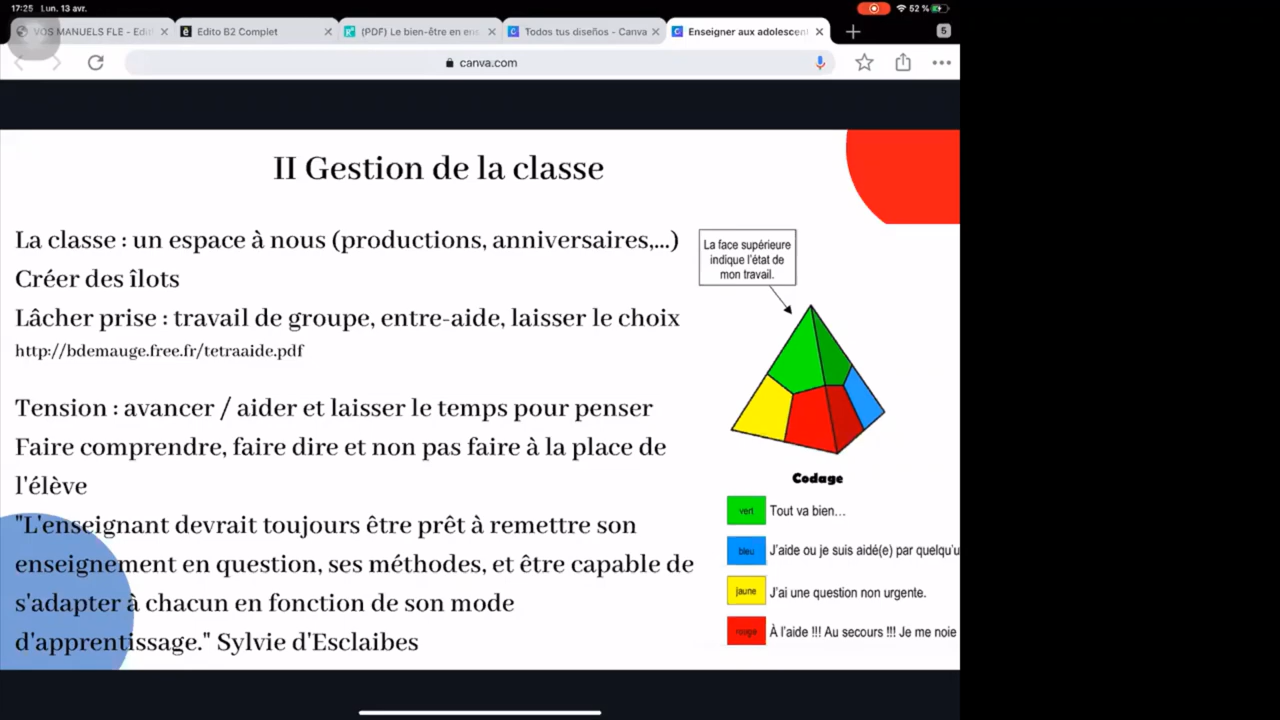 17:25 Lun. 13 avr.
52 %
VOS MANUELS FLE - Edit
Edito B2 Complet
(PDF) Le bien-être en en
Todos tus diseños - Canva
Enseigner aux adolescen
5
canva.com
II Gestion de la classe
La classe : un espace à nous (productions, anniversaires,...)
Créer des îlots
Lâcher prise : travail de groupe, entre-aide, laisser le choix
http://bdemauge.free.fr/tetraaide.pdf
Tension : avancer / aider et laisser le temps pour penser
Faire comprendre, faire dire et non pas faire à la place de
l'élève
"L'enseignant devrait toujours être prêt à remettre son
enseignement en question, ses méthodes, et être capable de
s'adapter à chacun en fonction de son mode
d'apprentissage." Sylvie d'Esclaibes
La face supérieure
indique l'état de
mon travail.
Codage
vert Tout va bien…
bleu J'aide ou je suis aidé(e) par quelqu'u
jaune J'ai une question non urgente.
rouge À l'aide !!! Au secours !!! Je me noie